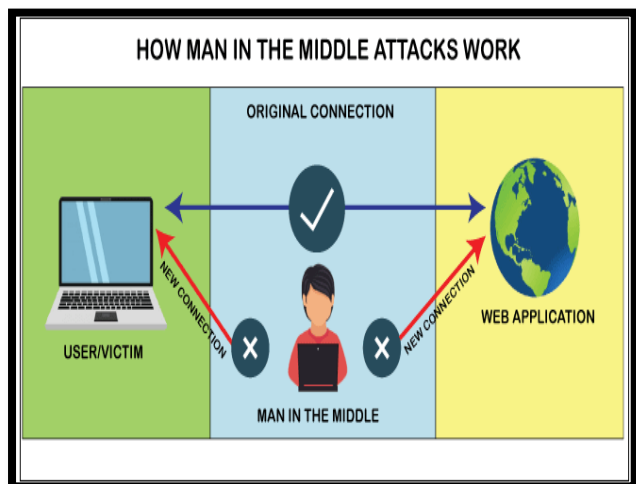 HOW MAN IN THE MIDDLE ATTACKS WORK
ORIGINAL CONNECTION
NEW CONNECTION
NEW CONNECTION
USER/VICTIM
WEB APPLICATION
MAN IN THE MIDDLE